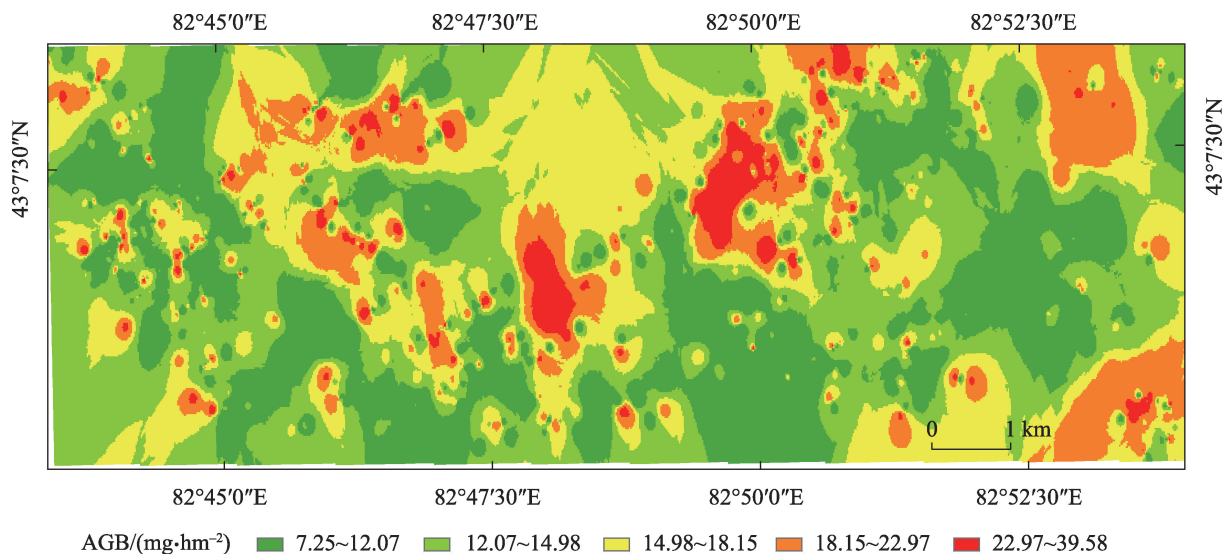 82°45'0″E 82°47'30″E 82°50'0″E 82°52'30″E
43°7'30″N
43°7'30″N
0 1 km
82°45'0″E 82°47'30″E 82°50'0″E 82°52'30″E
AGB/(mg·hm⁻²) 7.25~12.07 12.07~14.98 14.98~18.15 18.15~22.97 22.97~39.58